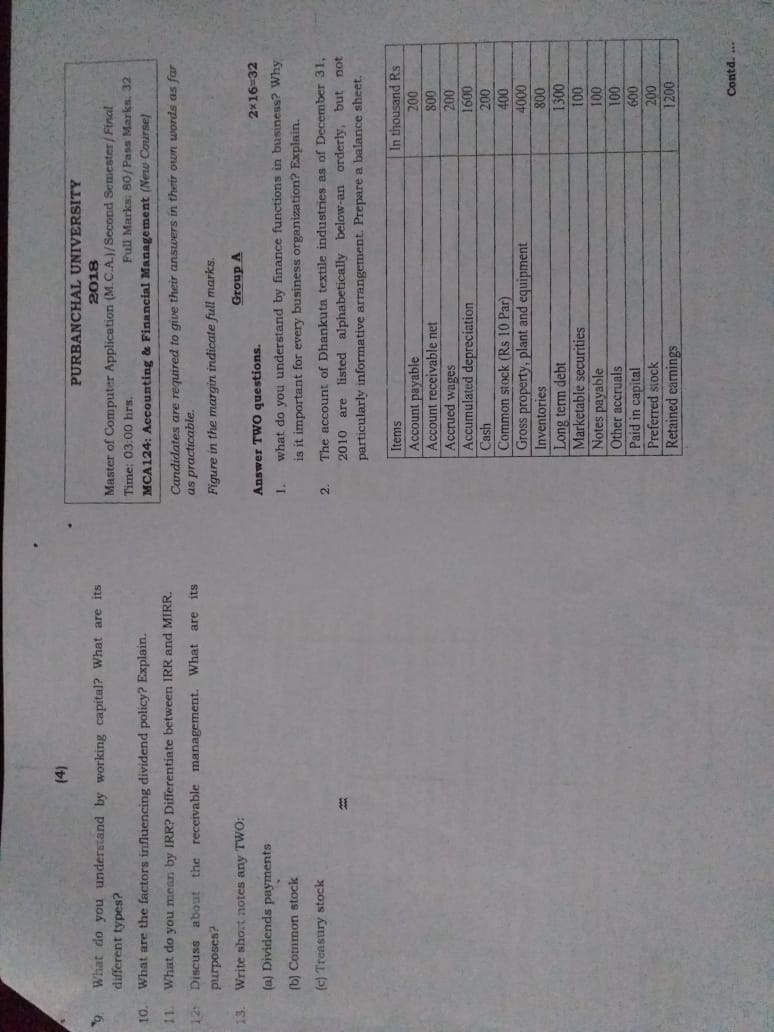 (4)
9. What do you understand by working capital? What are its
different types?
10. What are the factors influencing dividend policy? Explain.
11. What do you mean by IRR? Differentiate between IRR and MIRR.
12. Discuss about the receivable management. What are its
purposes?
13. Write short notes any TWO:
(a) Dividends payments
(b) Common stock
(c) Treasury stock
PURBANCHAL UNIVERSITY
2018
Master of Computer Application (M.C.A.)/Second Semester/Final
Time: 03:00 hrs. Full Marks: 80/Pass Marks: 32
MCA124: Accounting & Financial Management (New Course)
Candidates are required to give their answers in their own words as far
as practicable.
Figure in the margin indicate full marks.
Group A
Answer TWO questions. 2×16=32
1. what do you understand by finance functions in business? Why
is it important for every business organization? Explain.
2. The account of Dhankuta textile industries as of December 31,
2010 are listed alphabetically below-an orderly, but not
particularly informative arrangement. Prepare a balance sheet.
Items In thousand Rs
Account payable 200
Account receivable net 800
Accrued wages 200
Accumulated depreciation 1600
Cash 200
Common stock (Rs 10 Par) 400
Gross property, plant and equipment 4000
Inventories 800
Long term debt 1300
Marketable securities 100
Notes payable 100
Other accruals 100
Paid in capital 600
Preferred stock 200
Retained earnings 1200
Contd. ...